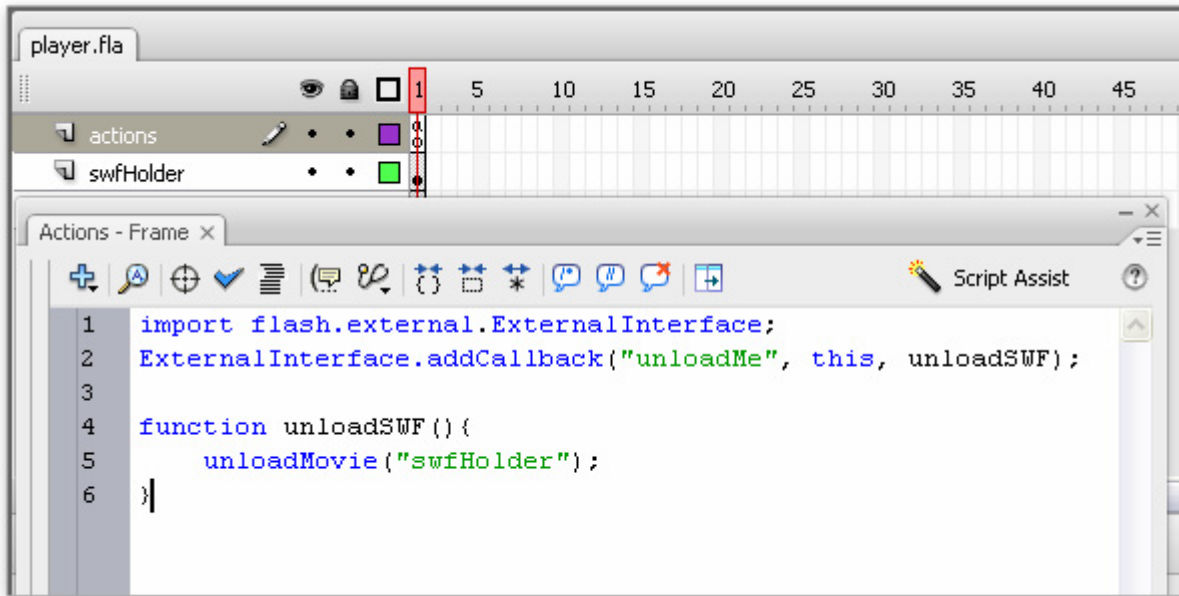 player.fla
1 5 10 15 20 25 30 35 40 45
actions
swfHolder
Actions - Frame
Script Assist
1 import flash.external.ExternalInterface;
2 ExternalInterface.addCallback("unloadMe", this, unloadSWF);
3
4 function unloadSWF(){
5 unloadMovie("swfHolder");
6 }